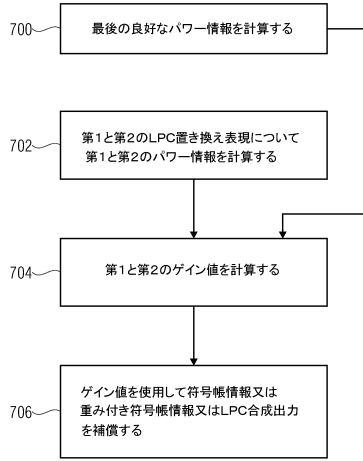 700
最後の良好なパワー情報を計算する
702
第1と第2のLPC置き換え表現について
第1と第2のパワー情報を計算する
704
第1と第2のゲイン値を計算する
706
ゲイン値を使用して符号帳情報又は
重み付き符号帳情報又はLPC合成出力
を補償する